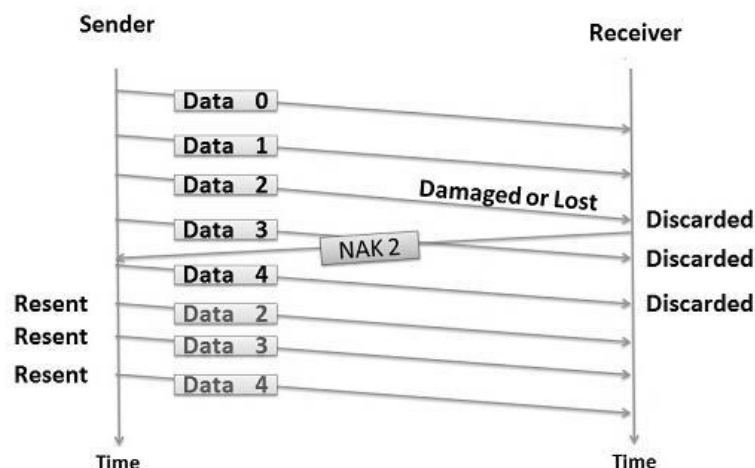 Sender
Receiver
Data 0
Data 1
Data 2
Damaged or Lost
Discarded
Data 3
NAK 2
Discarded
Data 4
Discarded
Resent
Data 2
Resent
Data 3
Resent
Data 4
Time
Time